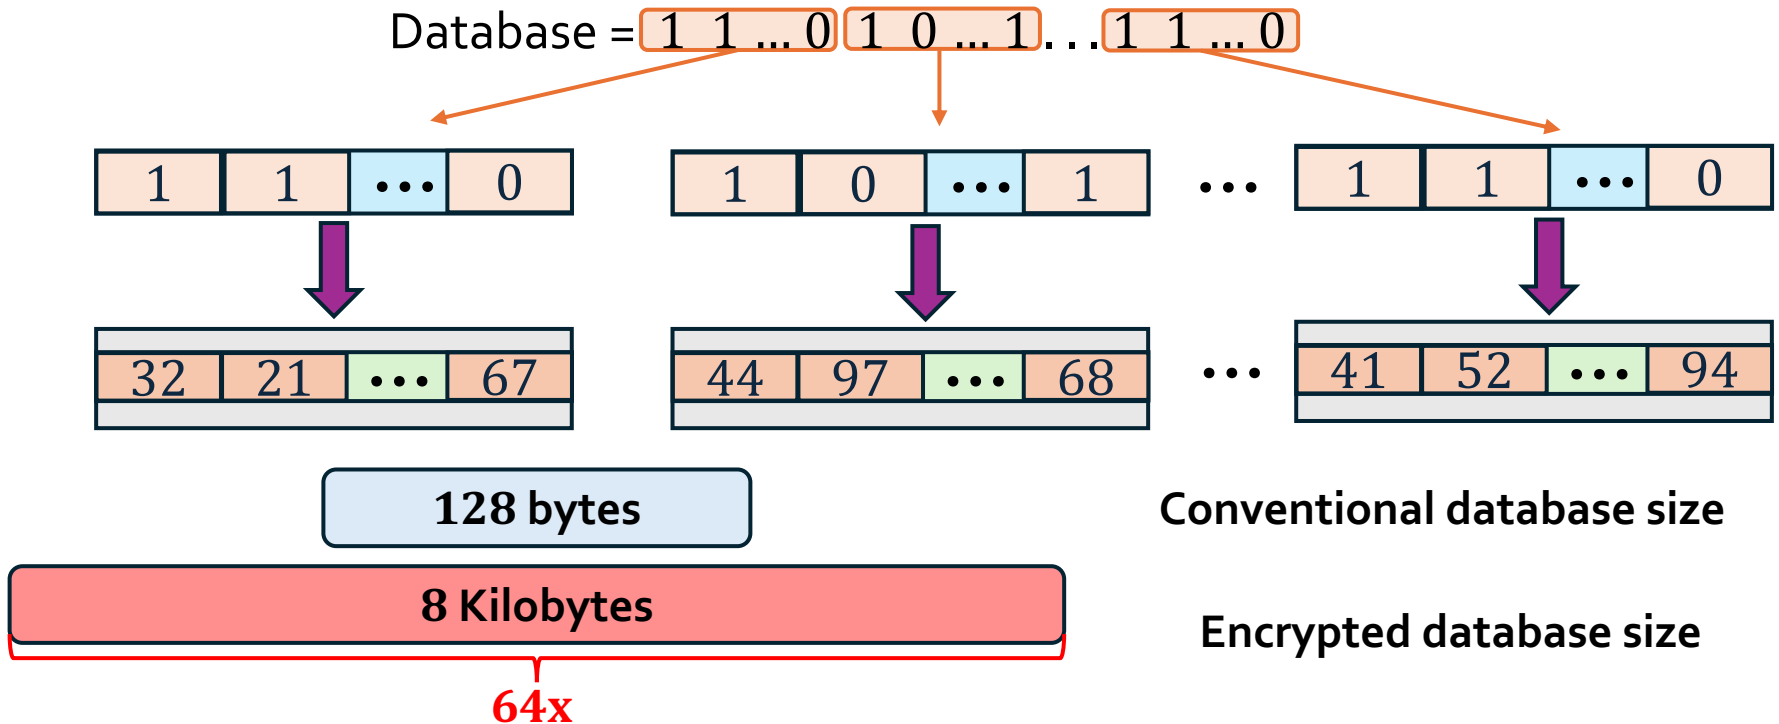 Database = 1 1 ... 0 1 0 ... 1 ... 1 1 ... 0
1 1 ... 0 1 0 ... 1 ... 1 1 ... 0
32 21 ... 67 44 97 ... 68 ... 41 52 ... 94
128 bytes Conventional database size
8 Kilobytes
Encrypted database size
64x